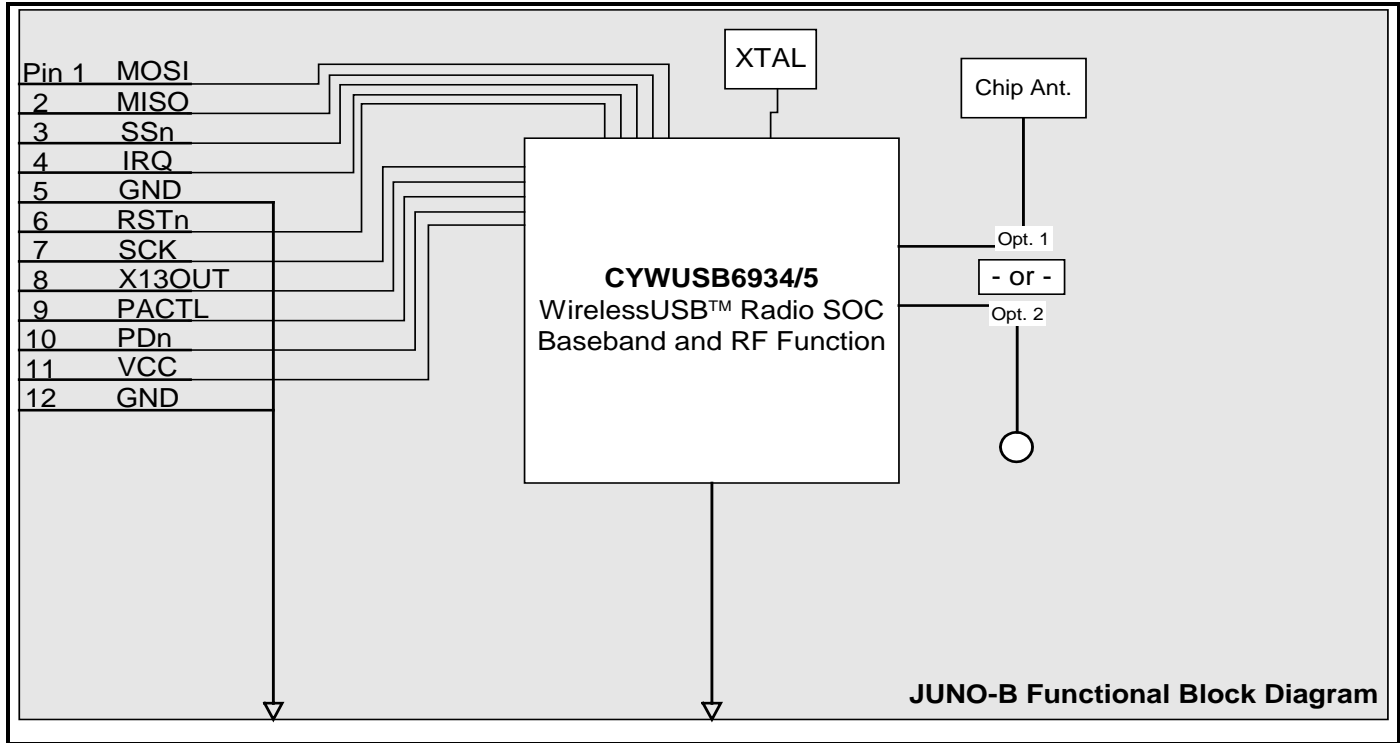 Pin 1 MOSI
2 MISO
3 SSn
4 IRQ
5 GND
6 RSTn
7 SCK
8 X13OUT
9 PACTL
10 PDn
11 VCC
12 GND
XTAL
Chip Ant.
CYWUSB6934/5
WirelessUSB™ Radio SOC
Baseband and RF Function
Opt. 1
- or -
Opt. 2
JUNO-B Functional Block Diagram